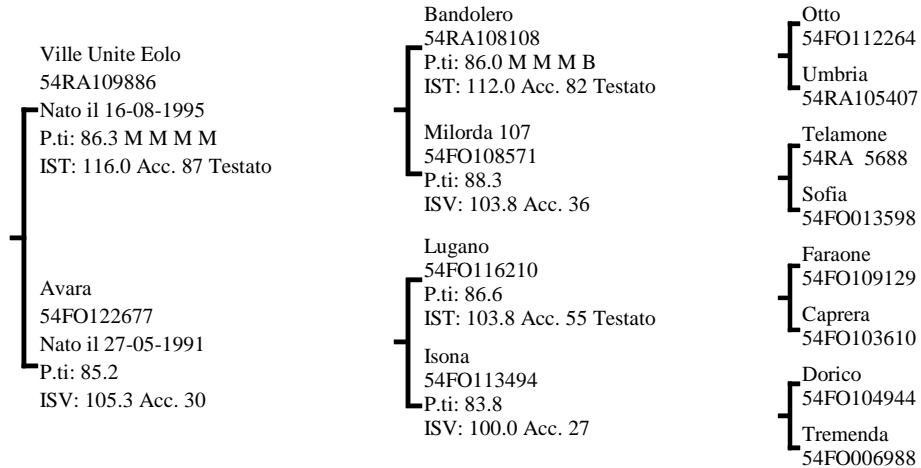 Ville Unite Eolo
54RA109886
Nato il 16-08-1995
P.ti: 86.3 M M M M
IST: 116.0 Acc. 87 Testato
Avara
54FO122677
Nato il 27-05-1991
P.ti: 85.2
ISV: 105.3 Acc. 30
Bandolero
54RA108108
P.ti: 86.0 M M M B
IST: 112.0 Acc. 82 Testato
Milorda 107
54FO108571
P.ti: 88.3
ISV: 103.8 Acc. 36
Lugano
54FO116210
P.ti: 86.6
IST: 103.8 Acc. 55 Testato
Isona
54FO113494
P.ti: 83.8
ISV: 100.0 Acc. 27
Otto
54FO112264
Umbria
54RA105407
Telamone
54RA 5688
Sofia
54FO013598
Faraone
54FO109129
Caprera
54FO103610
Dorico
54FO104944
Tremenda
54FO006988